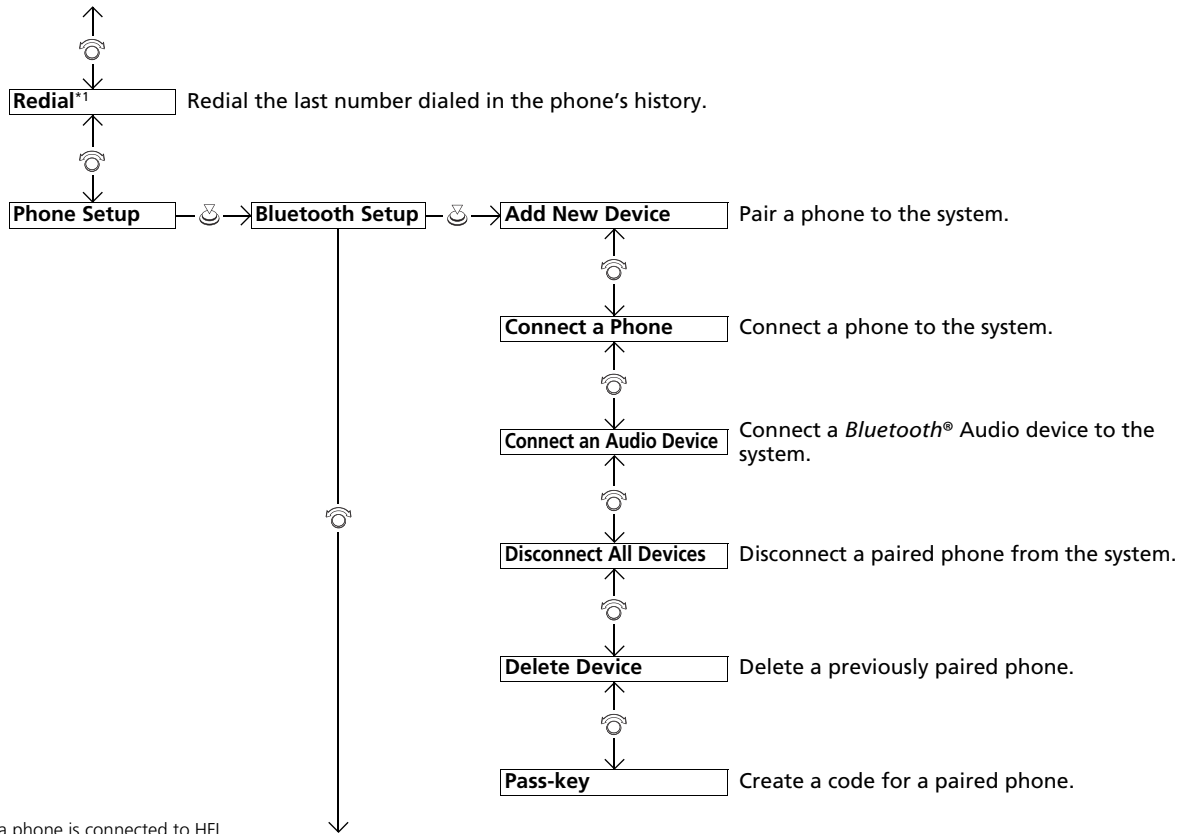 Redial*1 Redial the last number dialed in the phone's history.
Phone Setup Bluetooth Setup Add New Device Pair a phone to the system.
Connect a Phone Connect a phone to the system.
Connect an Audio Device Connect a Bluetooth® Audio device to the
system.
Disconnect All Devices Disconnect a paired phone from the system.
Delete Device Delete a previously paired phone.
Pass-key Create a code for a paired phone.
a phone is connected to HFL